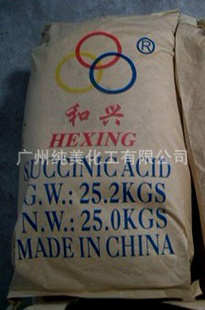 ®
和兴
HEXING
广州纯美化工有限公司
SUCCINIC ACID
G.W.: 25.2KGS
N.W.: 25.0KGS
MADE IN CHINA